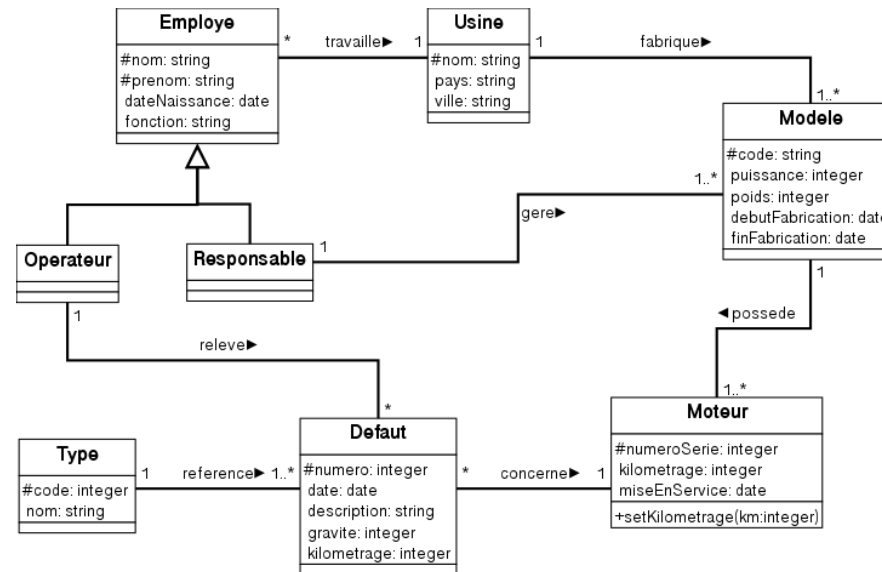 Employe
#nom: string
#prenom: string
dateNaissance: date
fonction: string
* travaille► 1
Usine
#nom: string
pays: string
ville: string
1 fabrique► 1..*
Modele
#code: string
puissance: integer
poids: integer
debutFabrication: date
finFabrication: date
Operateur
Responsable
1 gere► 1..*
1 releve► *
1 ◄possede 1..*
Type
#code: integer
nom: string
1 reference► 1..*
Defaut
#numero: integer
date: date
description: string
gravite: integer
kilometrage: integer
* concerne► 1
Moteur
#numeroSerie: integer
kilometrage: integer
miseEnService: date
+setKilometrage(km:integer)